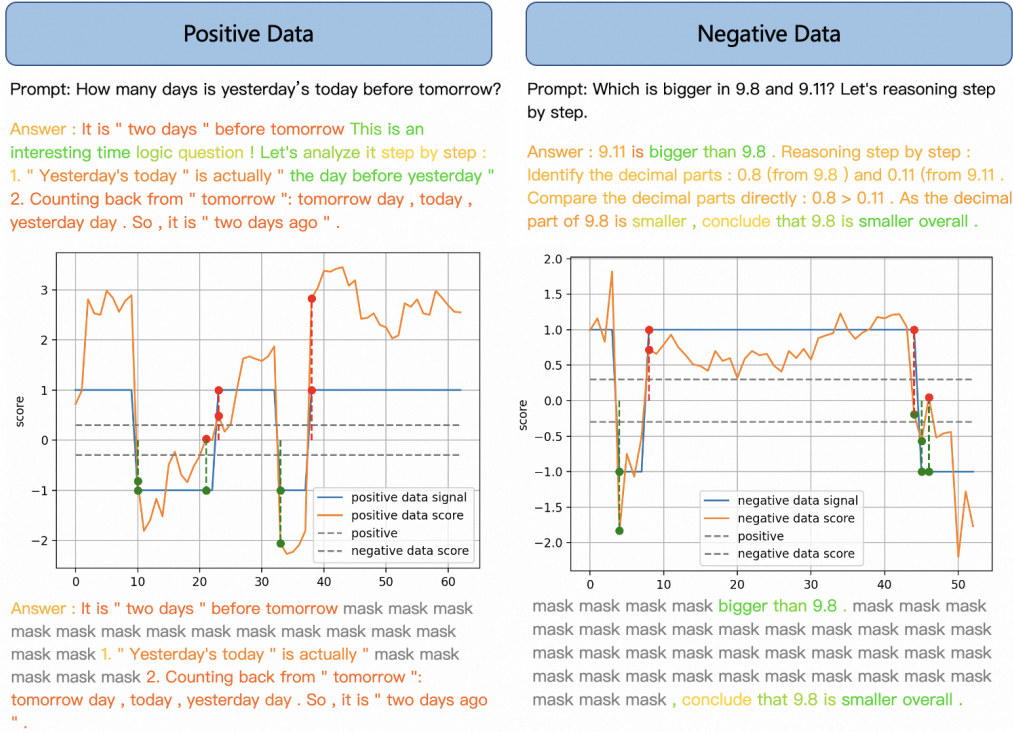 Positive Data
Prompt: How many days is yesterday's today before tomorrow?
Answer : It is " two days " before tomorrow This is an
interesting time logic question ! Let's analyze it step by step :
1. " Yesterday's today " is actually " the day before yesterday "
2. Counting back from " tomorrow ": tomorrow day , today ,
yesterday day . So , it is " two days ago " .
score
3
2
1
0
−1
−2
0
10
20
30
40
50
60
positive data signal
positive data score
positive
negative data score
Answer : It is " two days " before tomorrow mask mask mask
mask mask mask mask mask mask mask mask mask mask
mask mask 1. " Yesterday's today " is actually " mask mask
mask mask mask mask 2. Counting back from " tomorrow ":
tomorrow day , today , yesterday day . So , it is " two days ago
" .
Negative Data
Prompt: Which is bigger in 9.8 and 9.11? Let's reasoning step
by step.
Answer : 9.11 is bigger than 9.8 . Reasoning step by step :
Identify the decimal parts : 0.8 (from 9.8 ) and 0.11 (from 9.11 .
Compare the decimal parts directly : 0.8 > 0.11 . As the decimal
part of 9.8 is smaller , conclude that 9.8 is smaller overall .
score
2.0
1.5
1.0
0.5
0.0
−0.5
−1.0
−1.5
−2.0
0
10
20
30
40
50
negative data signal
negative data score
positive
negative data score
mask mask mask mask bigger than 9.8 . mask mask mask
mask mask mask mask mask mask mask mask mask mask
mask mask mask mask mask mask mask mask mask mask
mask mask mask mask mask mask mask mask mask mask
mask mask mask , conclude that 9.8 is smaller overall .